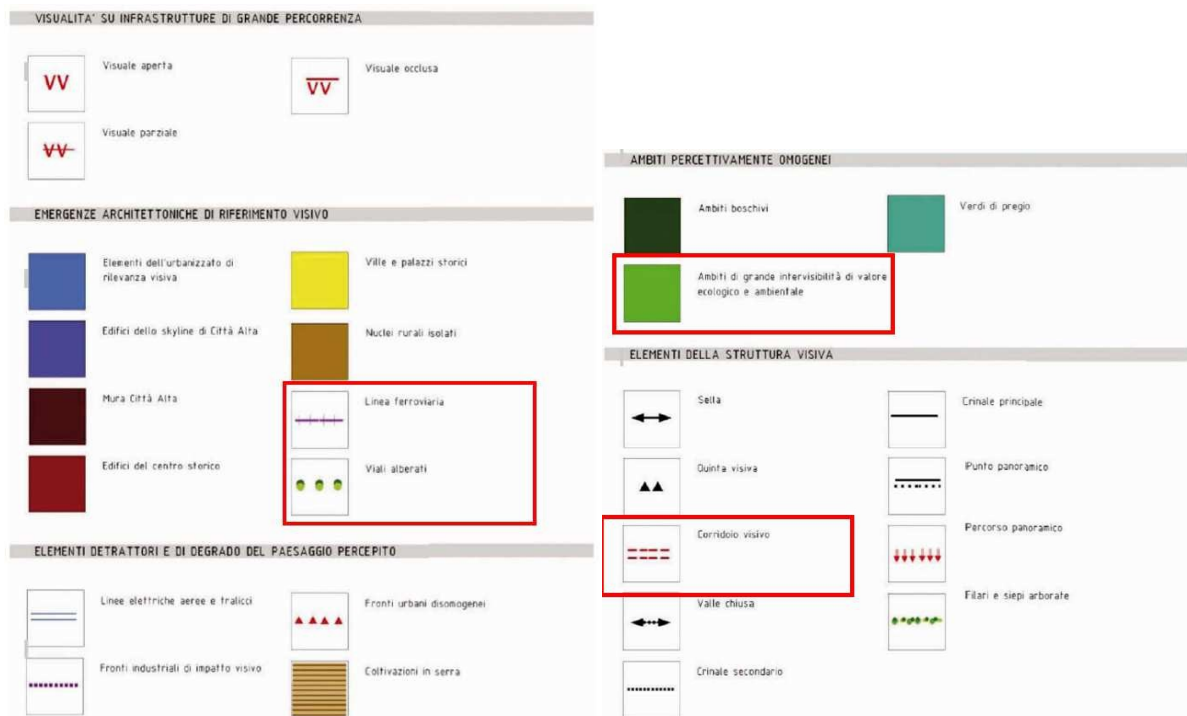 VISUALITA' SU INFRASTRUTTURE DI GRANDE PERCORRENZA
VV
Visuale aperta
VV
Visuale occlusa
VV
Visuale parziale
EMERGENZE ARCHITETTONICHE DI RIFERIMENTO VISIVO
Elementi dell'urbanizzato di
rilevanza visiva
Ville e palazzi storici
Edifici dello skyline di Città Alta
Nuclei rurali isolati
Mura Città Alta
Linea ferroviaria
Edifici del centro storico
Viali alberati
ELEMENTI DETRATTORI E DI DEGRADO DEL PAESAGGIO PERCEPITO
Linee elettriche aeree e tralicci
Fronti urbani disomogenei
Fronti industriali di impatto visivo
Coltivazioni in serra
AMBITI PERCETTIVAMENTE OMOGENEI
Ambiti boschivi
Verdi di pregio
Ambiti di grande intervisibilità di valore
ecologico e ambientale
ELEMENTI DELLA STRUTTURA VISIVA
Sella
Crinale principale
Quinta visiva
Punto panoramico
Corridoio visivo
Percorso panoramico
Valle chiusa
Filari e siepi arborate
Crinale secondario